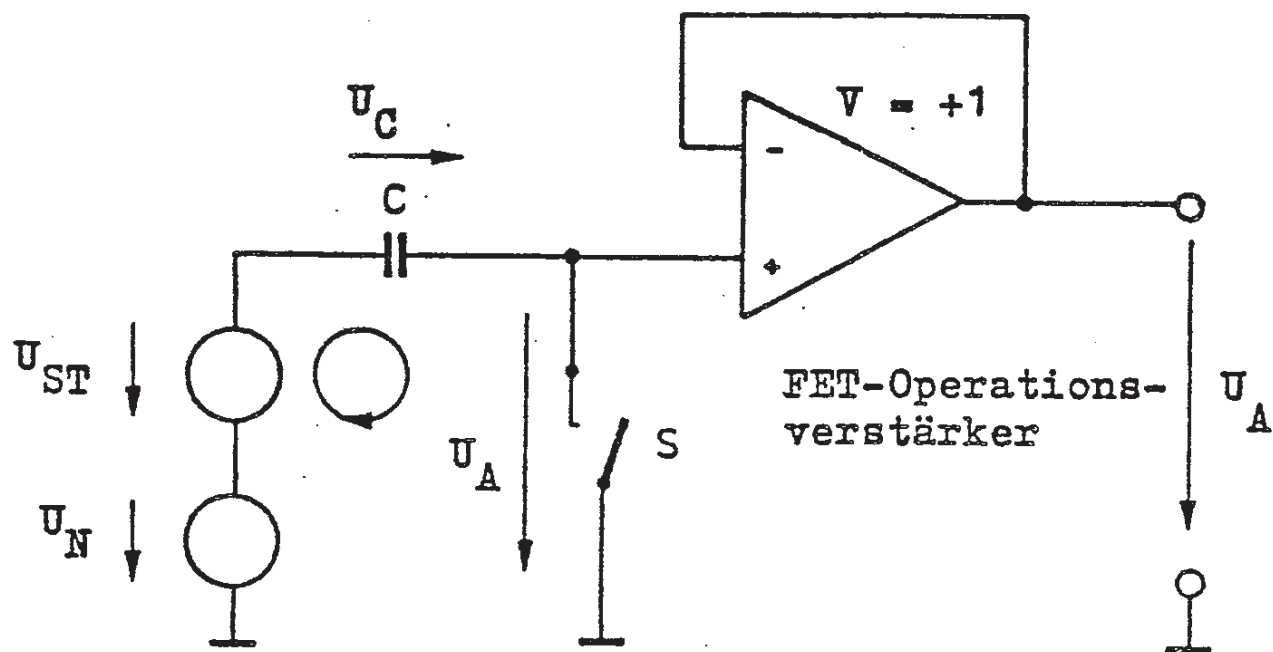 V = +1
U_C
C
-
+
U_ST
U_N
U_A
S
FET-Operations-
verstärker
U_A